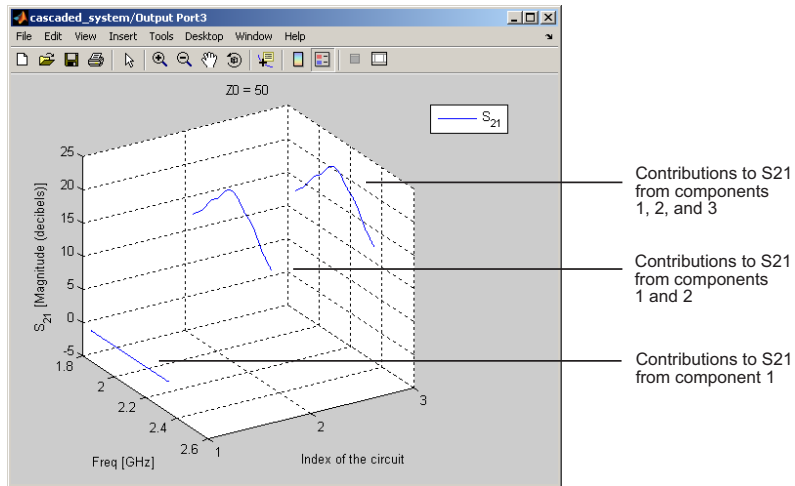 cascaded_system/Output Port3
File Edit View Insert Tools Desktop Window Help
Z0 = 50
S21
25
20
15
10
5
0
-5
S21 [Magnitude (decibels)]
1.8
2
2.2
2.4
2.6
Freq [GHz]
1
2
3
Index of the circuit
Contributions to S21
from components
1, 2, and 3
Contributions to S21
from components
1 and 2
Contributions to S21
from component 1